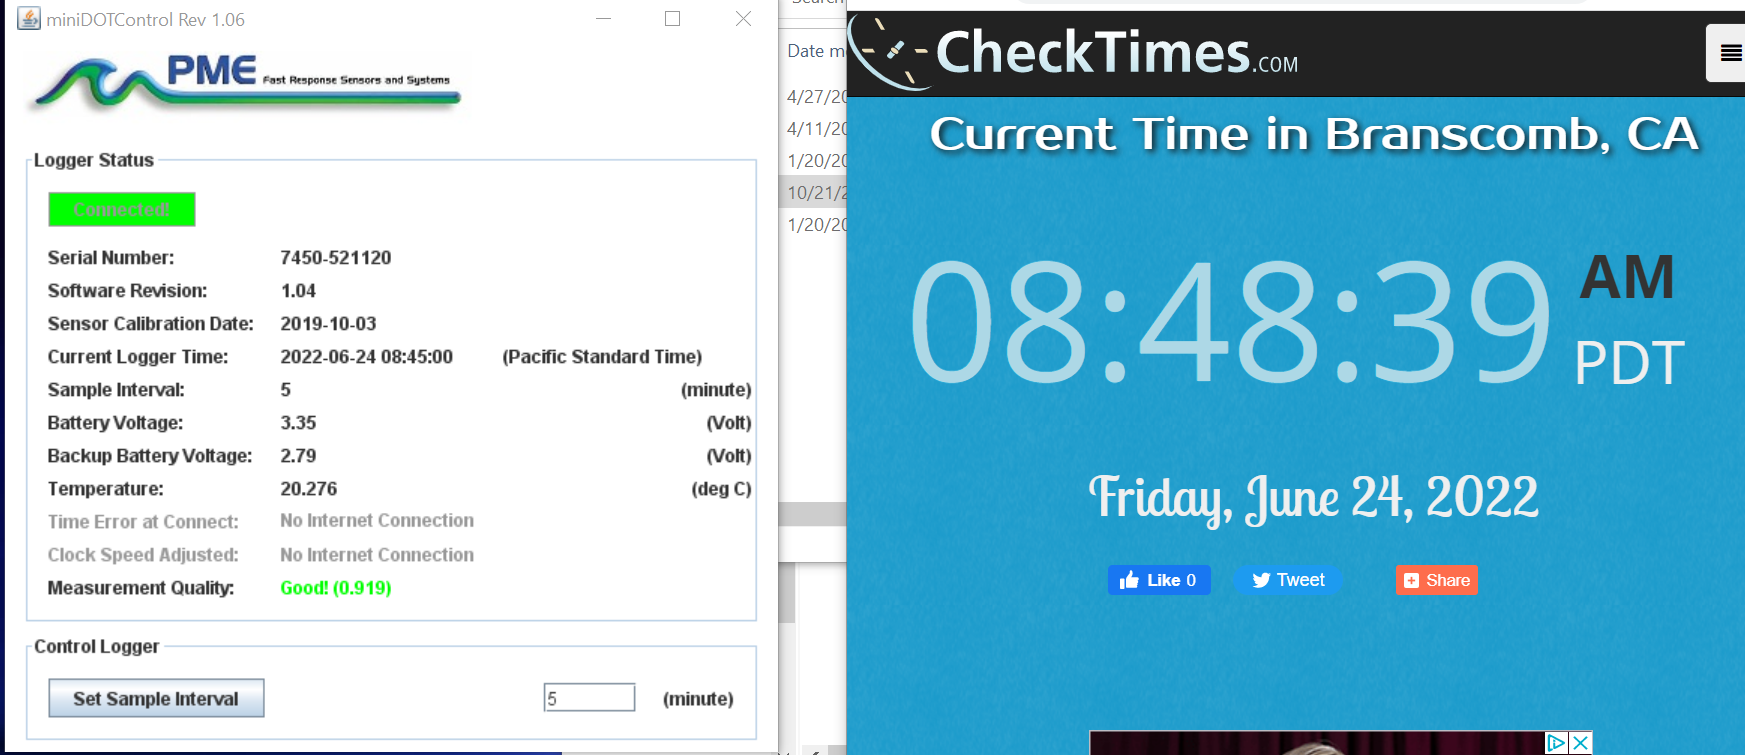 miniDOTControl Rev 1.06
PME Fast Response Sensors and Systems
Logger Status
Connected!
Serial Number: 7450-521120
Software Revision: 1.04
Sensor Calibration Date: 2019-10-03
Current Logger Time: 2022-06-24 08:45:00 (Pacific Standard Time)
Sample Interval: 5 (minute)
Battery Voltage: 3.35 (Volt)
Backup Battery Voltage: 2.79 (Volt)
Temperature: 20.276 (deg C)
Time Error at Connect: No Internet Connection
Clock Speed Adjusted: No Internet Connection
Measurement Quality: Good! (0.919)
Control Logger
Set Sample Interval 5 (minute)
Date m
4/27/20
4/11/20
1/20/20
10/21/2
1/20/20
CheckTimes.COM
Current Time in Branscomb, CA
08:48:39 AM
PDT
Friday, June 24, 2022
Like 0 Tweet Share